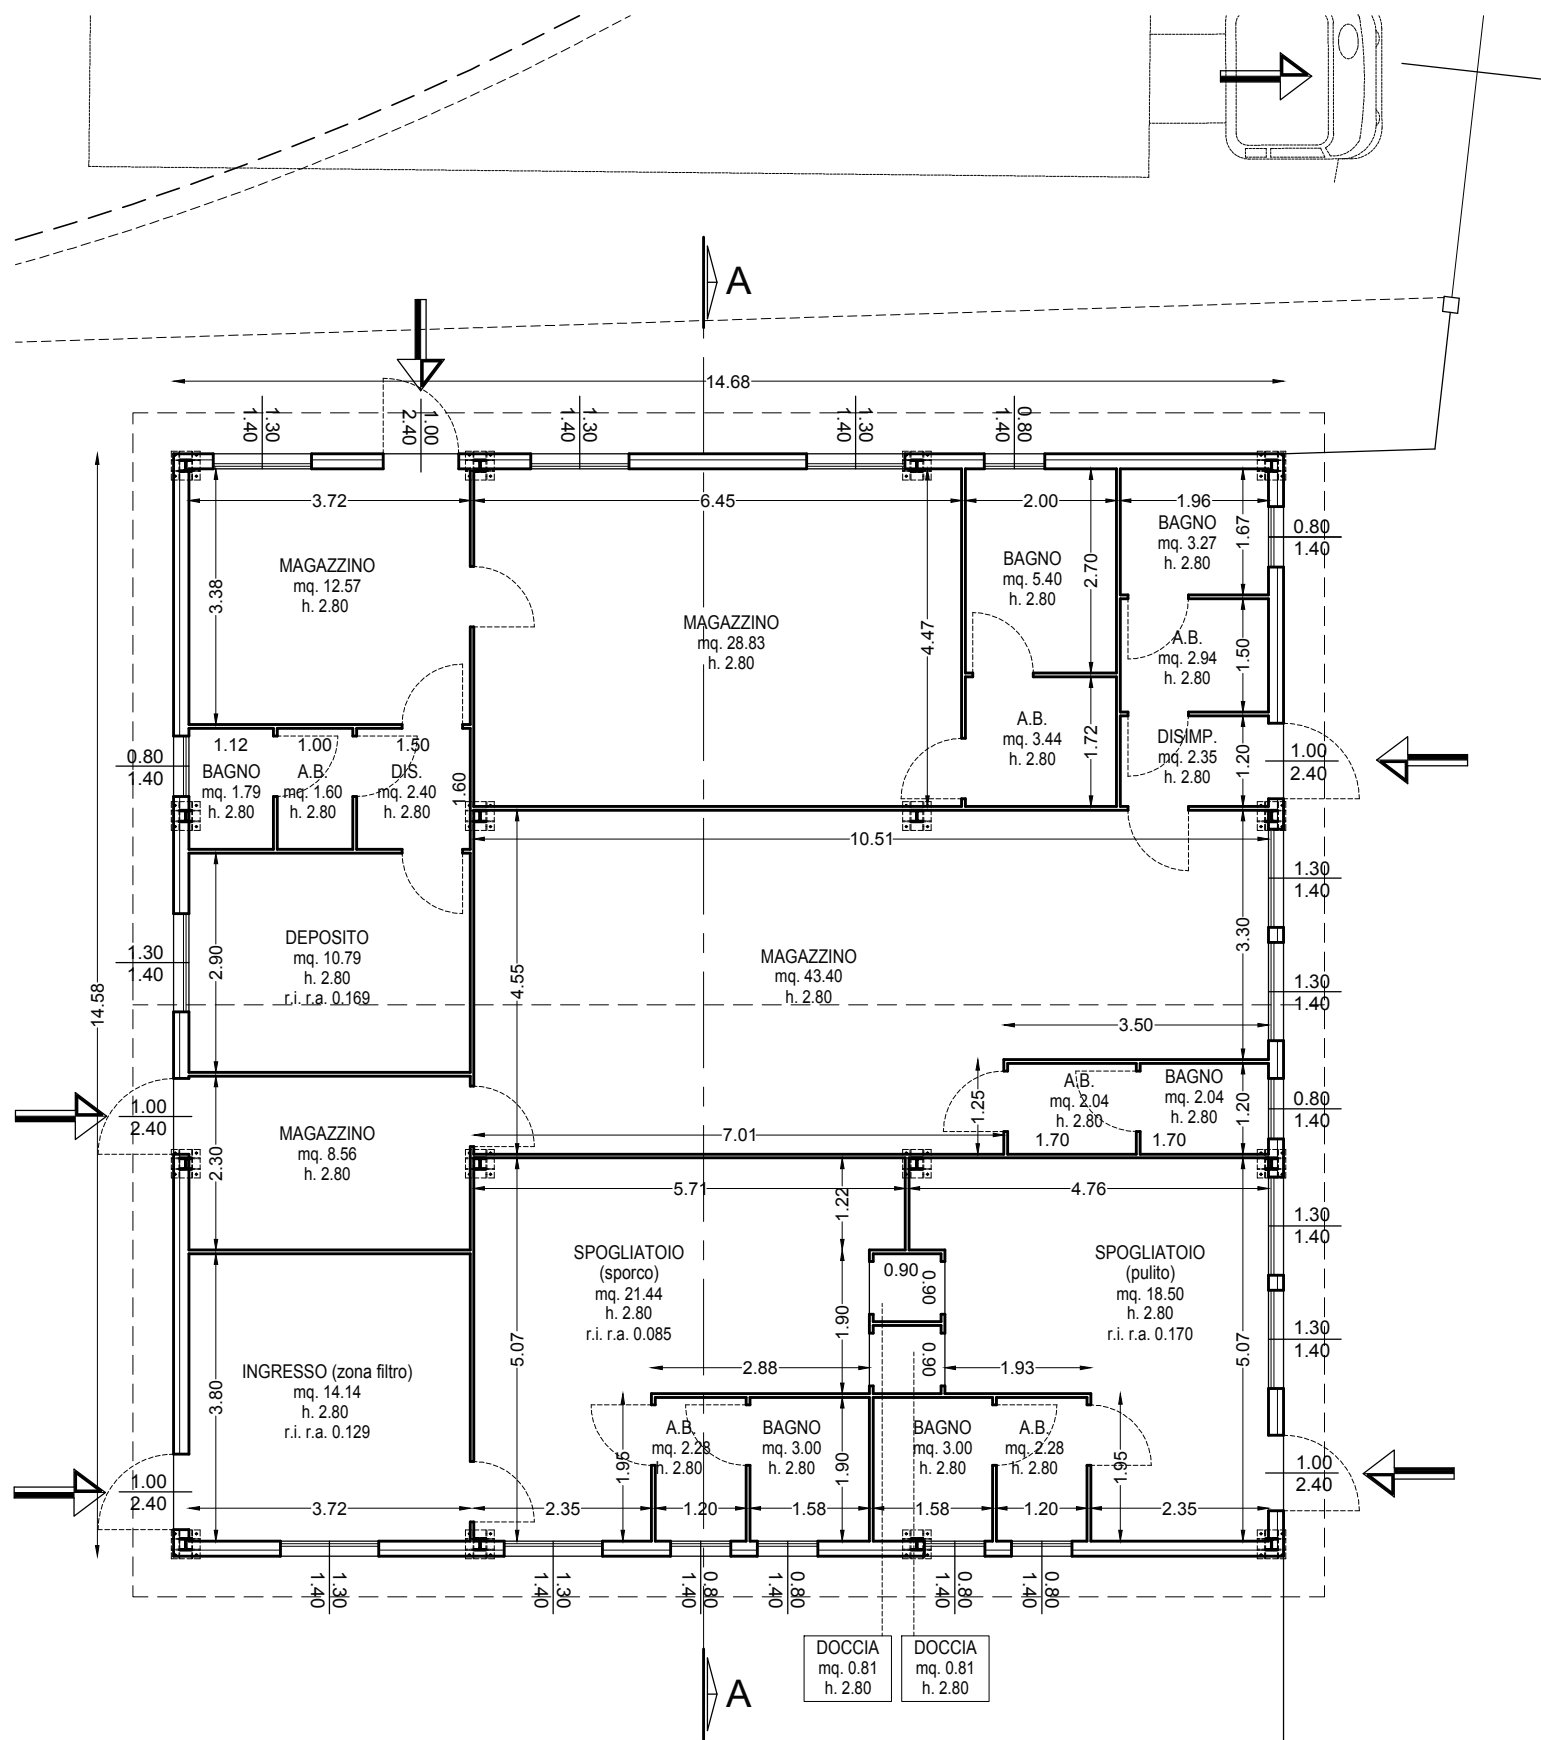 A
14.68
1.30
1.40
1.00
2.40
1.30
1.40
1.30
1.40
0.80
1.40
3.72
6.45
2.00
1.96
MAGAZZINO
mq. 12.57
h. 2.80
3.38
MAGAZZINO
mq. 28.83
h. 2.80
4.47
BAGNO
mq. 5.40
h. 2.80
2.70
BAGNO
mq. 3.27
h. 2.80
1.67
0.80
1.40
A.B.
mq. 2.94
h. 2.80
1.50
A.B.
mq. 3.44
h. 2.80
1.72
DISIMP.
mq. 2.35
h. 2.80
1.20
1.00
2.40
0.80
1.40
1.12
BAGNO
mq. 1.79
h. 2.80
1.00
A.B.
mq. 1.60
h. 2.80
1.50
DIS.
mq. 2.40
h. 2.80
1.60
10.51
1.30
1.40
14.58
1.30
1.40
2.90
DEPOSITO
mq. 10.79
h. 2.80
r.i. r.a. 0.169
4.55
MAGAZZINO
mq. 43.40
h. 2.80
3.30
1.30
1.40
3.50
1.00
2.40
2.30
MAGAZZINO
mq. 8.56
h. 2.80
7.01
1.25
A.B.
mq. 2.04
h. 2.80
1.70
BAGNO
mq. 2.04
h. 2.80
1.70
1.20
0.80
1.40
5.71
1.22
4.76
1.30
1.40
SPOGLIATOIO
(sporco)
mq. 21.44
h. 2.80
r.i. r.a. 0.085
1.90
0.90
0.90
0.90
SPOGLIATOIO
(pulito)
mq. 18.50
h. 2.80
r.i. r.a. 0.170
5.07
5.07
1.30
1.40
2.88
1.93
INGRESSO (zona filtro)
mq. 14.14
h. 2.80
r.i. r.a. 0.129
3.80
1.95
A.B.
mq. 2.28
h. 2.80
BAGNO
mq. 3.00
h. 2.80
1.90
BAGNO
mq. 3.00
h. 2.80
A.B.
mq. 2.28
h. 2.80
1.95
1.00
2.40
1.00
2.40
3.72
2.35
1.20
1.58
1.58
1.20
2.35
1.30
1.40
1.30
1.40
0.80
1.40
0.80
1.40
0.80
1.40
0.80
1.40
DOCCIA
mq. 0.81
h. 2.80
DOCCIA
mq. 0.81
h. 2.80
A